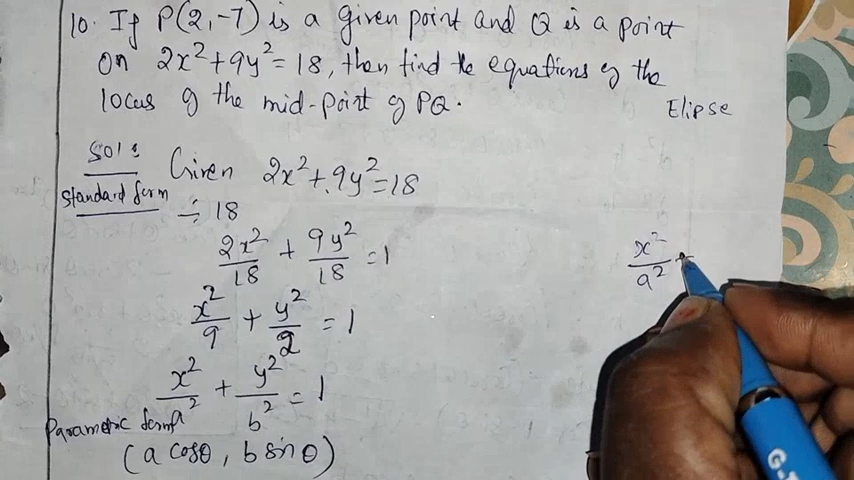 10. If P(2,-7) is a given point and Q is a point
on 2x²+9y²=18, then find the equations of the
locus of the mid-point of PQ.
Elipse
Sol: Given 2x²+9y²=18
Standard form
÷ 18
2x²/18 + 9y²/18 = 1
x²/a² +
x²/9 + y²/2 = 1
x²/a² + y²/b² = 1
Parametric form
(a cosθ, b sinθ)
G-